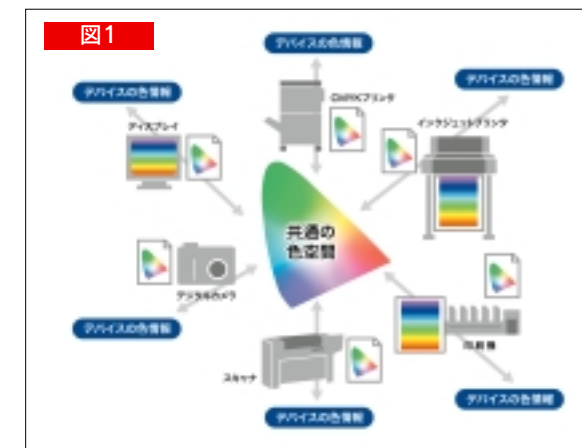 図1
デバイスの色情報
デバイスの色情報
デバイスの色情報
CMYKプリンタ
インクジェットプリンタ
ディスプレイ
共通の
色空間
デジタルカメラ
デバイスの色情報
印刷機
スキャナ
デバイスの色情報
デバイスの色情報